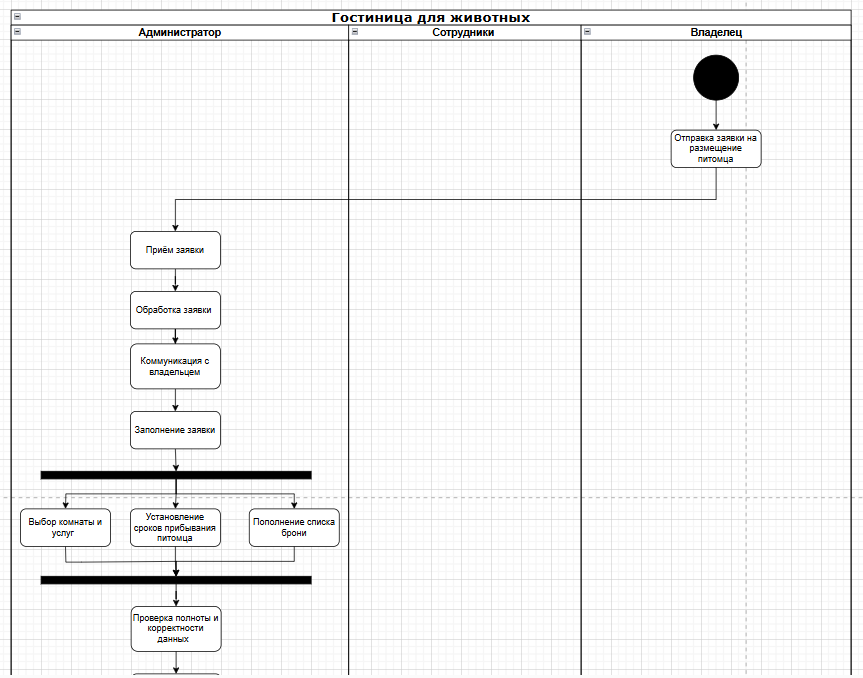 Гостиница для животных
Администратор
Сотрудники
Владелец
Отправка заявки на
размещение
питомца
Приём заявки
Обработка заявки
Коммуникация с
владельцем
Заполнение заявки
Выбор комнаты и
услуг
Установление
сроков прибывания
питомца
Пополнение списка
брони
Проверка полноты и
корректности
данных